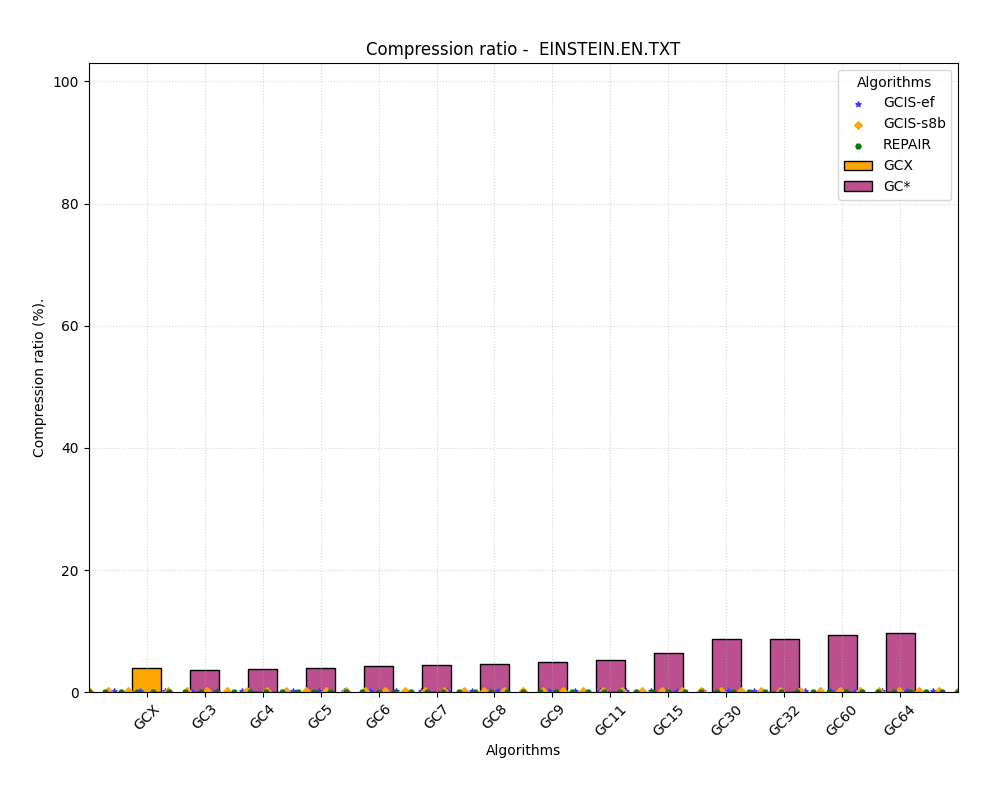 Compression ratio -  EINSTEIN.EN.TXT
Algorithms
GCIS-ef
GCIS-s8b
REPAIR
GCX
GC*
Compression ratio (%).
100
80
60
40
20
0
GCX GC3 GC4 GC5 GC6 GC7 GC8 GC9 GC11 GC15 GC30 GC32 GC60 GC64
Algorithms